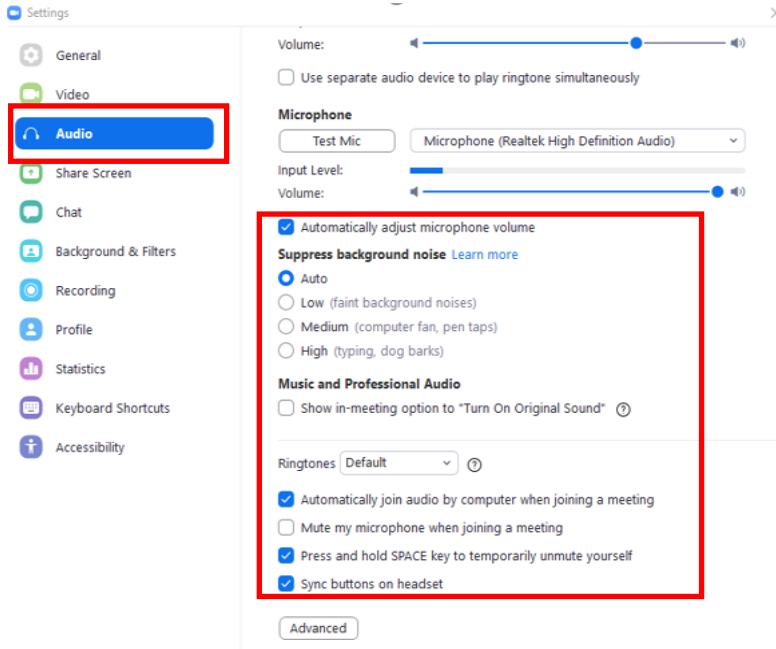 Settings
General
Video
Audio
Share Screen
Chat
Background & Filters
Recording
Profile
Statistics
Keyboard Shortcuts
Accessibility
Volume:
Use separate audio device to play ringtone simultaneously
Microphone
Test Mic
Microphone (Realtek High Definition Audio)
Input Level:
Volume:
Automatically adjust microphone volume
Suppress background noise Learn more
Auto
Low (faint background noises)
Medium (computer fan, pen taps)
High (typing, dog barks)
Music and Professional Audio
Show in-meeting option to "Turn On Original Sound" ?
Ringtones Default ?
Automatically join audio by computer when joining a meeting
Mute my microphone when joining a meeting
Press and hold SPACE key to temporarily unmute yourself
Sync buttons on headset
Advanced